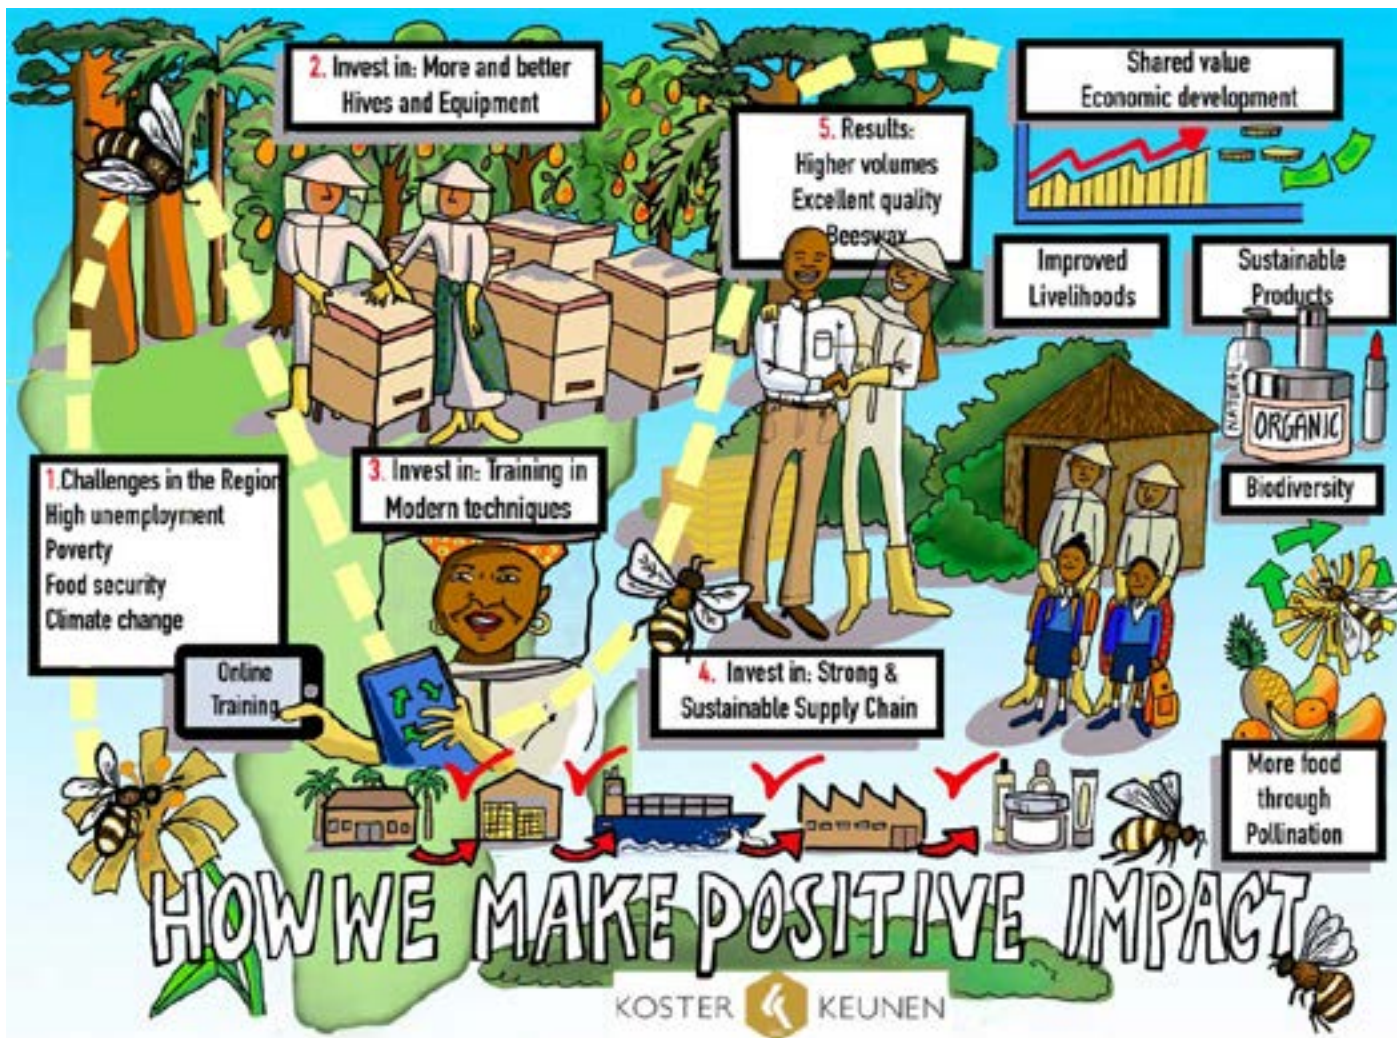 2. Invest in: More and better
Hives and Equipment
5. Results:
Higher volumes
Excellent quality
Beeswax
Shared value
Economic development
Improved
Livelihoods
Sustainable
Products
NATURAL
ORGANIC
Biodiversity
1.Challenges in the Region
High unemployment
Poverty
Food security
Climate change
3. Invest in: Training in
Modern techniques
Online
Training
4. Invest in: Strong &
Sustainable Supply Chain
More food
through
Pollination
HOW WE MAKE POSITIVE IMPACT
KOSTER KEUNEN